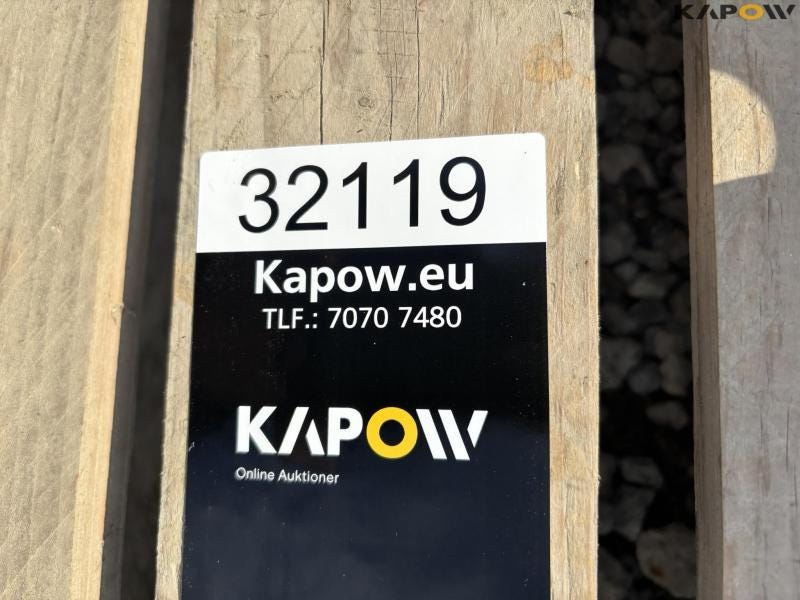 KAPOW
32119
Kapow.eu
TLF.: 7070 7480
KAPOW
Online Auktioner